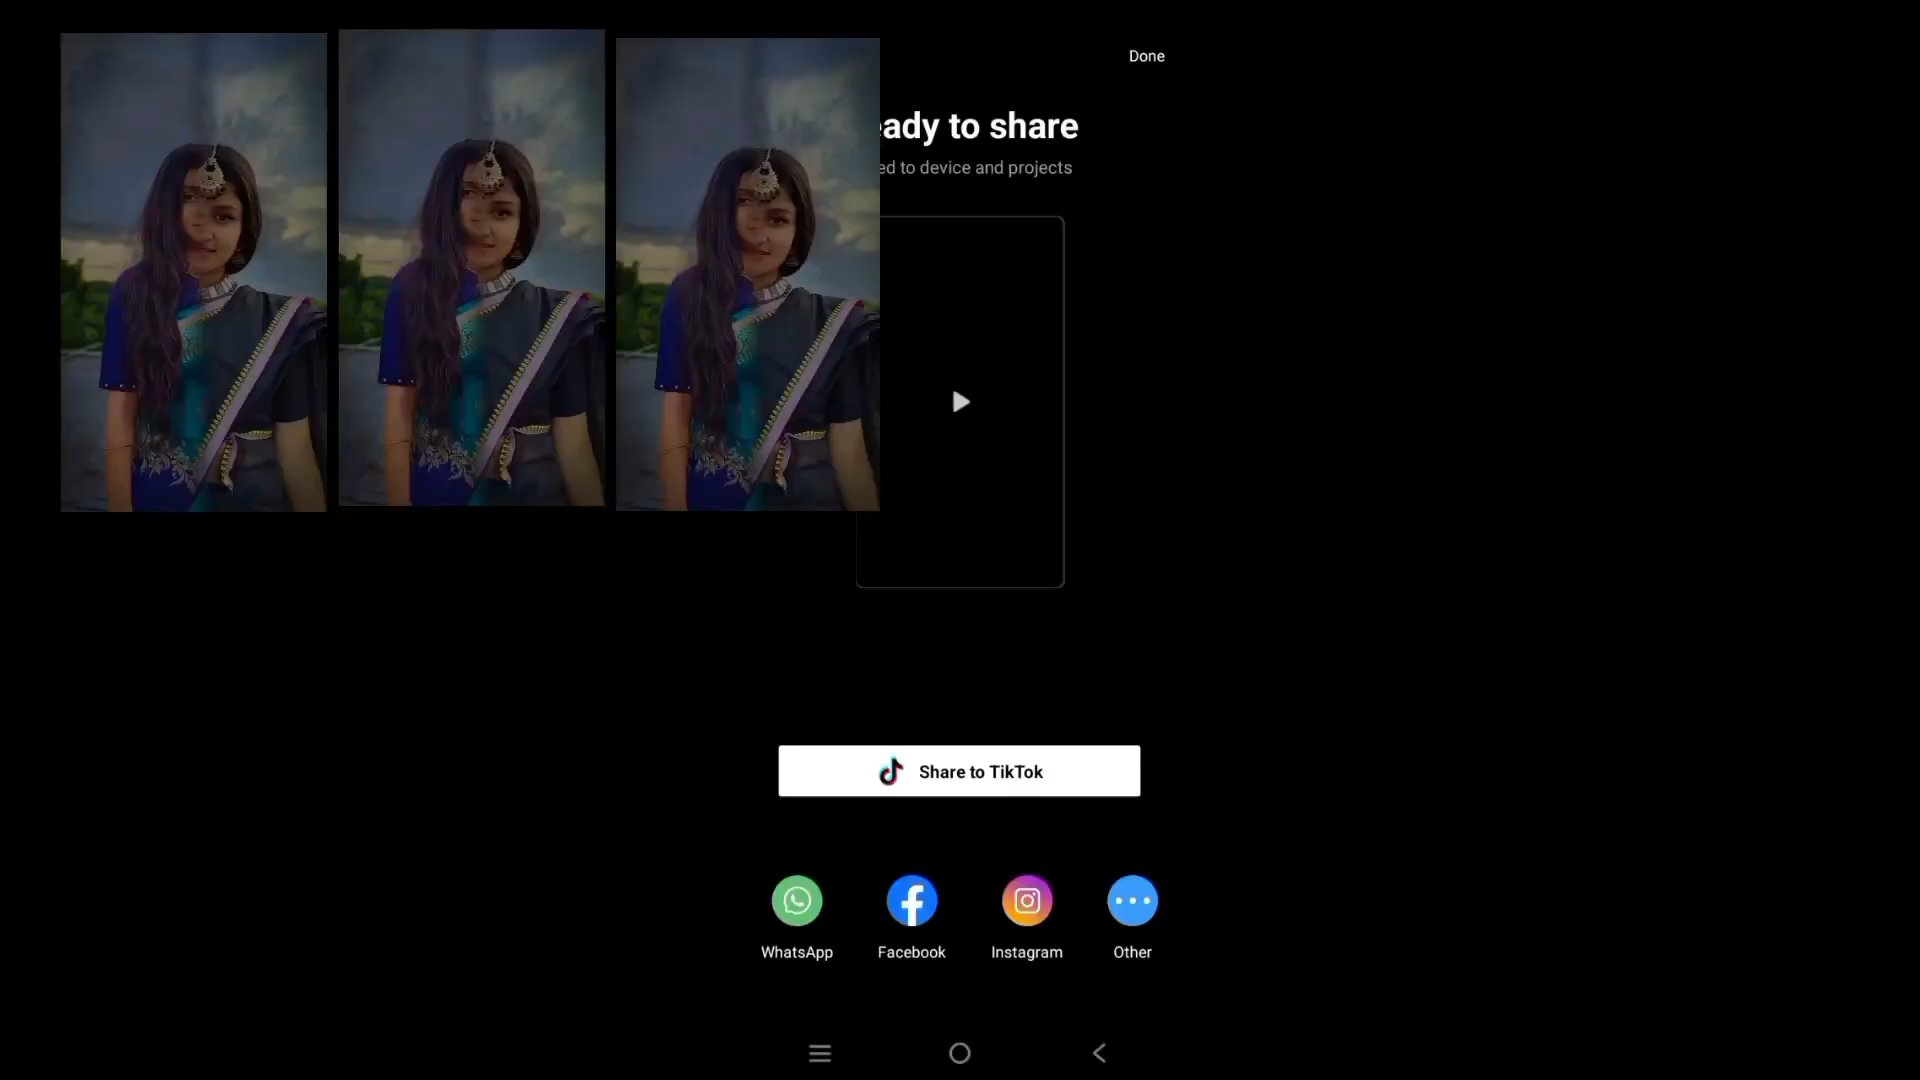 Done
eady to share
ed to device and projects
Share to TikTok
WhatsApp
Facebook
Instagram
Other